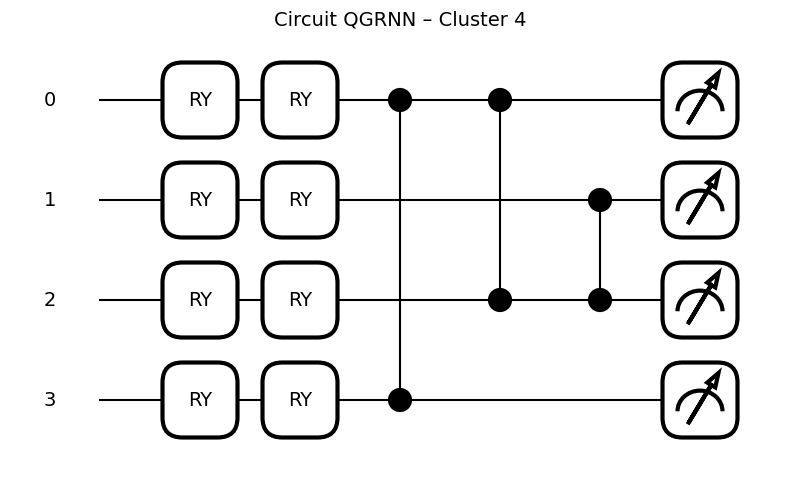 Circuit QGRNN – Cluster 4
0 RY RY
1 RY RY
2 RY RY
3 RY RY